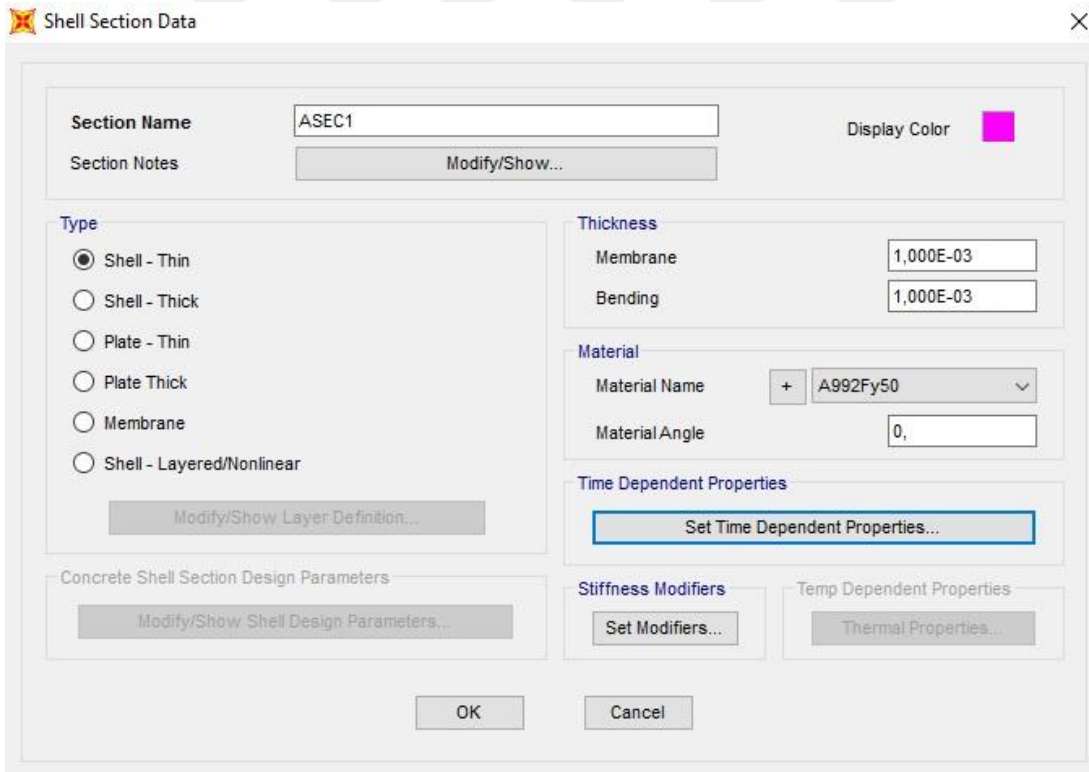 Shell Section Data
Section Name
ASEC1
Display Color
Section Notes
Modify/Show...
Type
Shell - Thin
Shell - Thick
Plate - Thin
Plate Thick
Membrane
Shell - Layered/Nonlinear
Modify/Show Layer Definition...
Thickness
Membrane
1,000E-03
Bending
1,000E-03
Material
Material Name
+
A992Fy50
Material Angle
0,
Time Dependent Properties
Set Time Dependent Properties...
Concrete Shell Section Design Parameters
Modify/Show Shell Design Parameters...
Stiffness Modifiers
Set Modifiers...
Temp Dependent Properties
Thermal Properties...
OK
Cancel